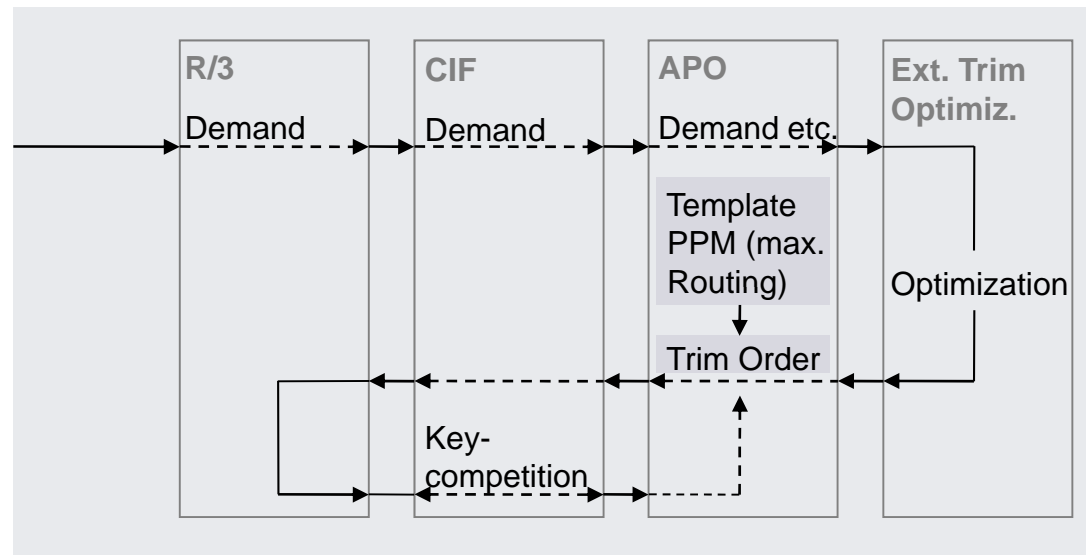 R/3
Demand
CIF
Demand
APO
Demand etc.
Template
PPM (max.
Routing)
Trim Order
Ext. Trim
Optimiz.
Optimization
Key-
competition